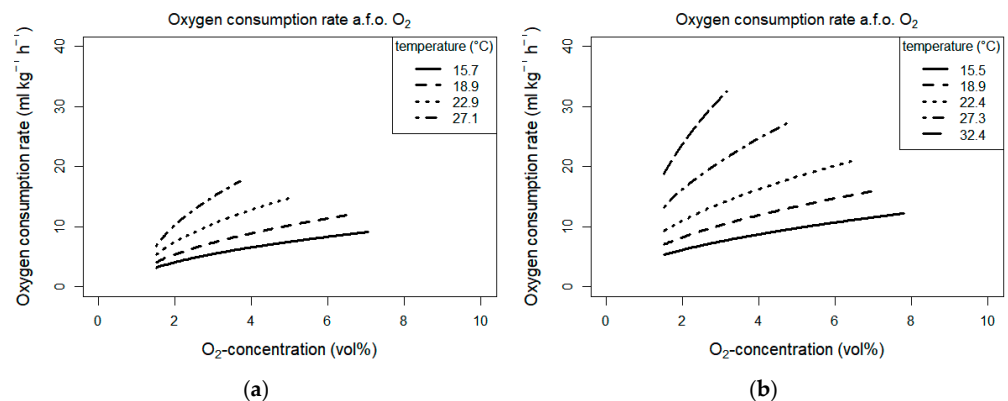 Oxygen consumption rate a.f.o. O₂
temperature (°C)
15.7
18.9
22.9
27.1
Oxygen consumption rate (ml kg⁻¹ h⁻¹)
40
30
20
10
0
0 2 4 6 8 10
O₂-concentration (vol%)
(a)
Oxygen consumption rate a.f.o. O₂
temperature (°C)
15.5
18.9
22.4
27.3
32.4
Oxygen consumption rate (ml kg⁻¹ h⁻¹)
40
30
20
10
0
0 2 4 6 8 10
O₂-concentration (vol%)
(b)